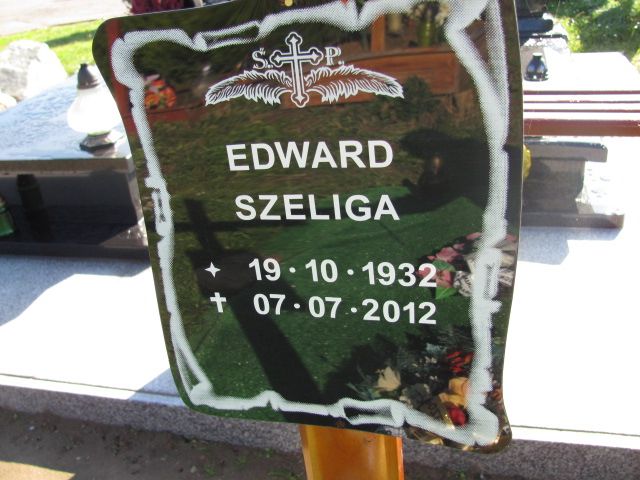 Ś. P.
EDWARD
SZELIGA
19·10·1932
07·07·2012